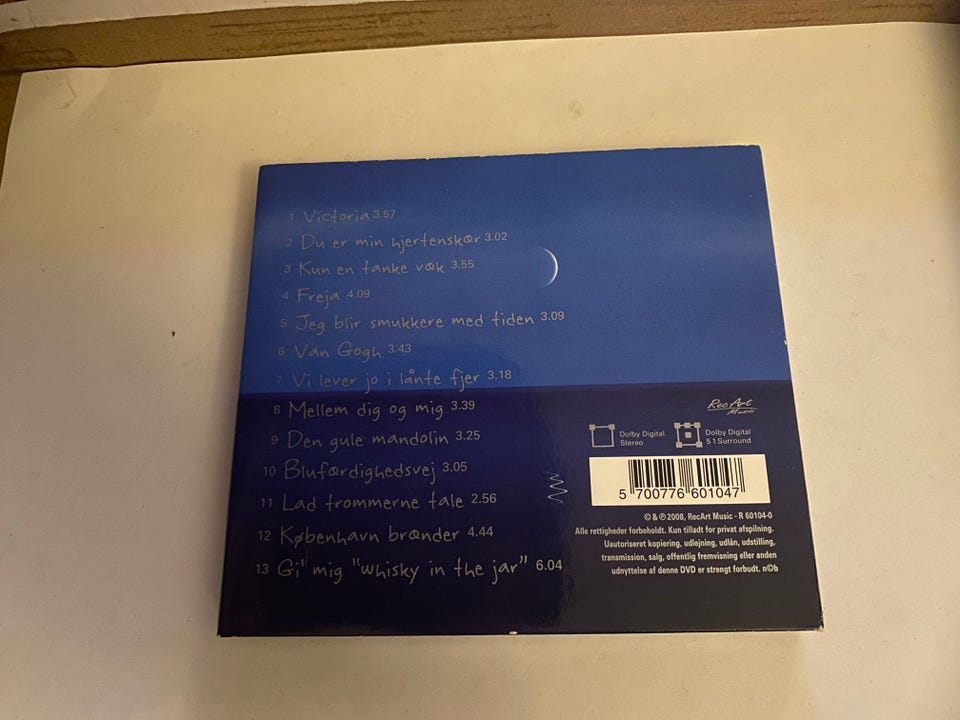 1 Victoria 3.57
2 Du er min hjertenskær 3.02
3 Kun en tanke væk 3.55
4 Freja 4.09
5 Jeg blir smukkere med tiden 3.09
6 Van Gogh 3.43
7 Vi lever jo i lånte fjer 3.18
8 Mellem dig og mig 3.39
9 Den gule mandolin 3.25
10 Blufærdighedsvej 3.05
11 Lad trommerne tale 2.56
12 København brænder 4.44
13 Gi' mig "whisky in the jar" 6.04
RecArt
Music
Dolby Digital
Stereo
Dolby Digital
5 1 Surround
5 700776 601047
© & ℗ 2008, RecArt Music - R 60104-0
Alle rettigheder forbeholdt. Kun tilladt for privat afspilning.
Uautoriseret kopiering, udlejning, udlån, udstilling,
transmission, salg, offentlig fremvisning eller anden
udnyttelse af denne DVD er strengt forbudt. n©b